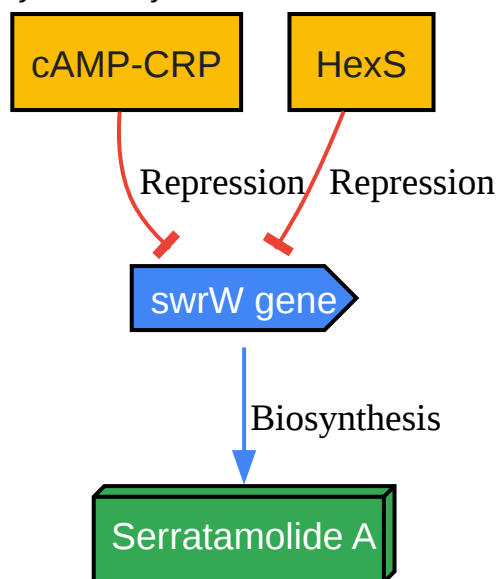 cAMP-CRP HexS
Repression Repression
swrW gene
Biosynthesis
Serratamolide A